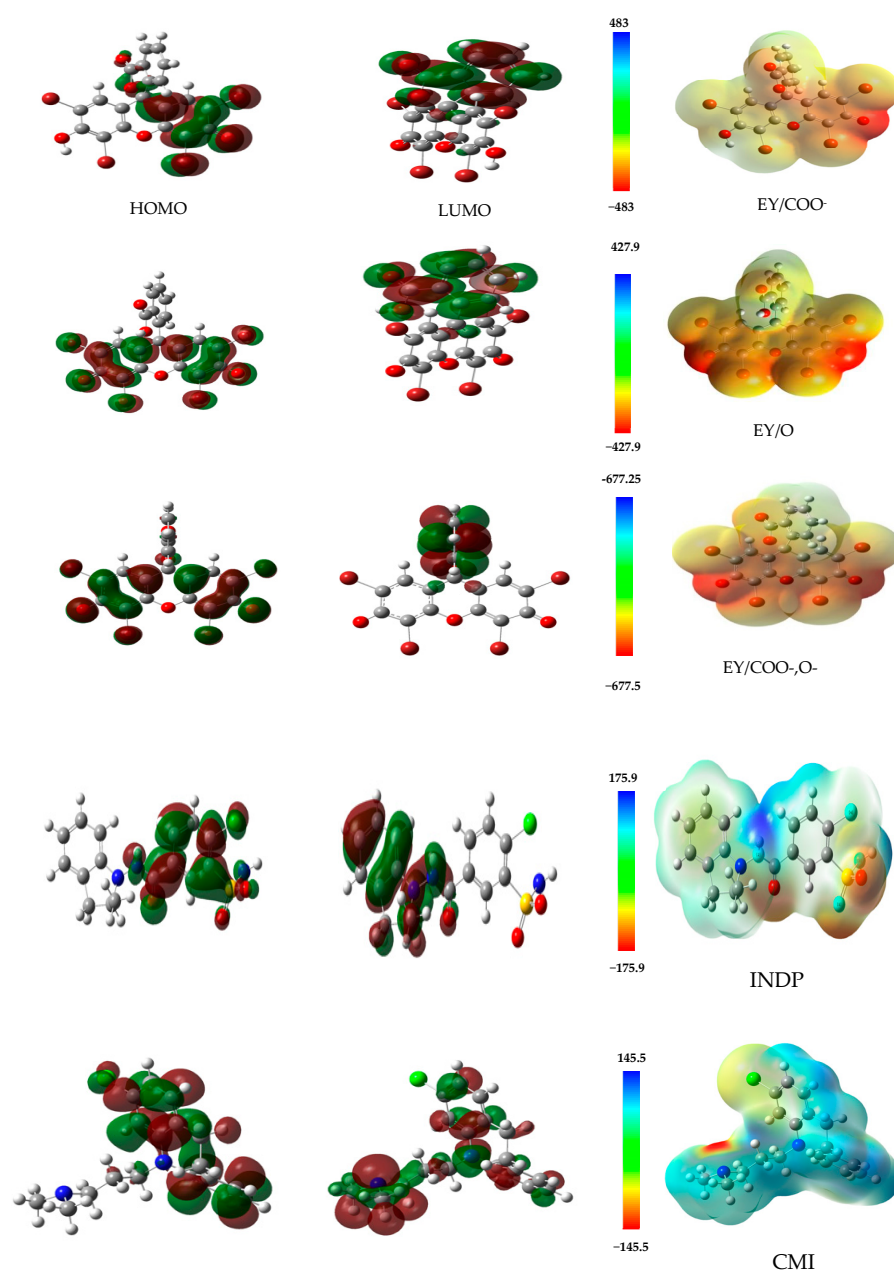 483
HOMO
LUMO
−483
EY/COO-
427.9
EY/O
−427.9
-677.25
−677.5
EY/COO-,O-
175.9
−175.9
INDP
145.5
−145.5
CMI